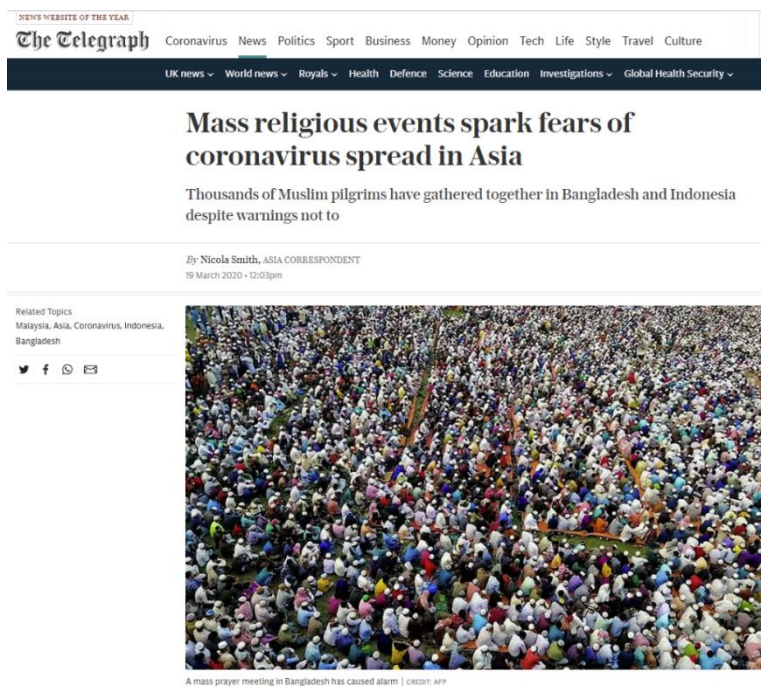 NEWS WEBSITE OF THE YEAR
The Telegraph
Coronavirus News Politics Sport Business Money Opinion Tech Life Style Travel Culture
UK news World news Royals Health Defence Science Education Investigations Global Health Security
Mass religious events spark fears of
coronavirus spread in Asia
Thousands of Muslim pilgrims have gathered together in Bangladesh and Indonesia
despite warnings not to
By Nicola Smith, ASIA CORRESPONDENT
19 March 2020 • 12:03pm
Related Topics
Malaysia, Asia, Coronavirus, Indonesia,
Bangladesh
A mass prayer meeting in Bangladesh has caused alarm | CREDIT: AFP